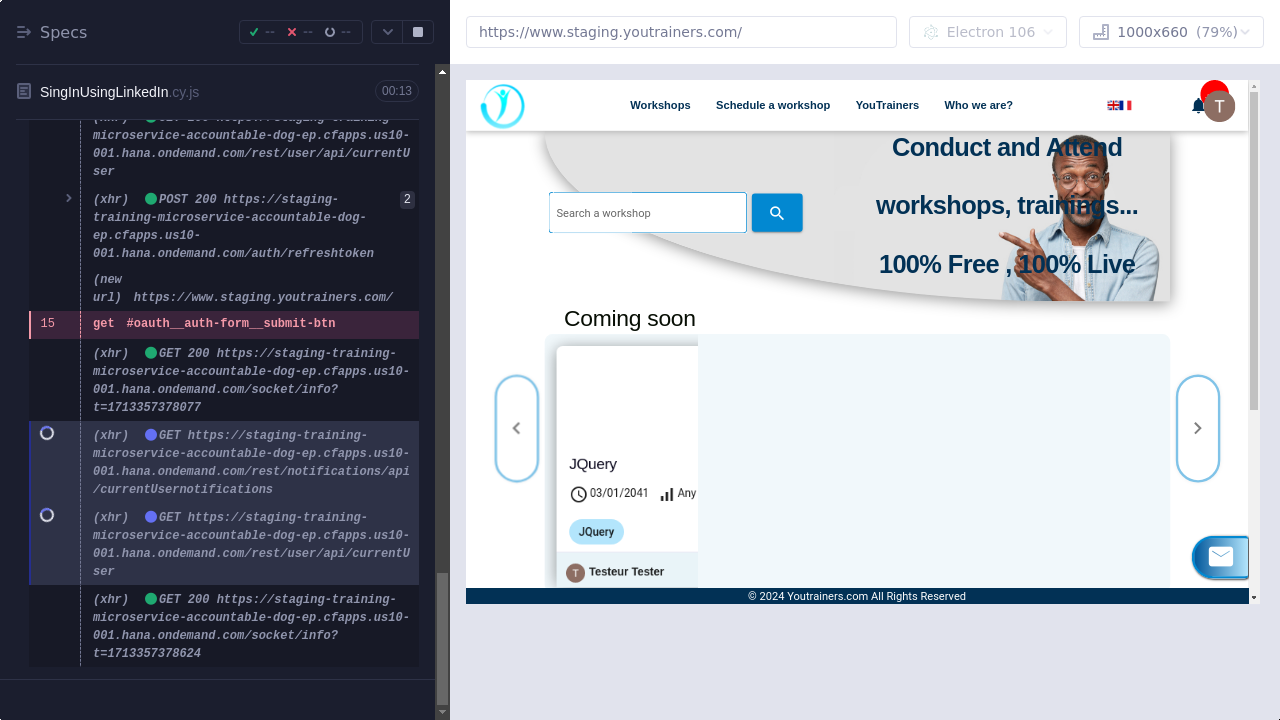 Specs
-- -- --
https://www.staging.youtrainers.com/
Electron 106
1000x660 (79%)
SingInUsingLinkedIn.cy.js
00:13
microservice-accountable-dog-ep.cfapps.us10-
001.hana.ondemand.com/rest/user/api/currentU
ser
(xhr) POST 200 https://staging-
training-microservice-accountable-dog-
ep.cfapps.us10-
001.hana.ondemand.com/auth/refreshtoken
2
(new
url) https://www.staging.youtrainers.com/
15 get #oauth__auth-form__submit-btn
(xhr) GET 200 https://staging-training-
microservice-accountable-dog-ep.cfapps.us10-
001.hana.ondemand.com/socket/info?
t=1713357378077
(xhr) GET https://staging-training-
microservice-accountable-dog-ep.cfapps.us10-
001.hana.ondemand.com/rest/notifications/api
/currentUsernotifications
(xhr) GET https://staging-training-
microservice-accountable-dog-ep.cfapps.us10-
001.hana.ondemand.com/rest/user/api/currentU
ser
(xhr) GET 200 https://staging-training-
microservice-accountable-dog-ep.cfapps.us10-
001.hana.ondemand.com/socket/info?
t=1713357378624
Workshops Schedule a workshop YouTrainers Who we are?
T
Conduct and Attend
workshops, trainings...
100% Free , 100% Live
Search a workshop
Coming soon
JQuery
03/01/2041 Any
JQuery
T Testeur Tester
© 2024 Youtrainers.com All Rights Reserved